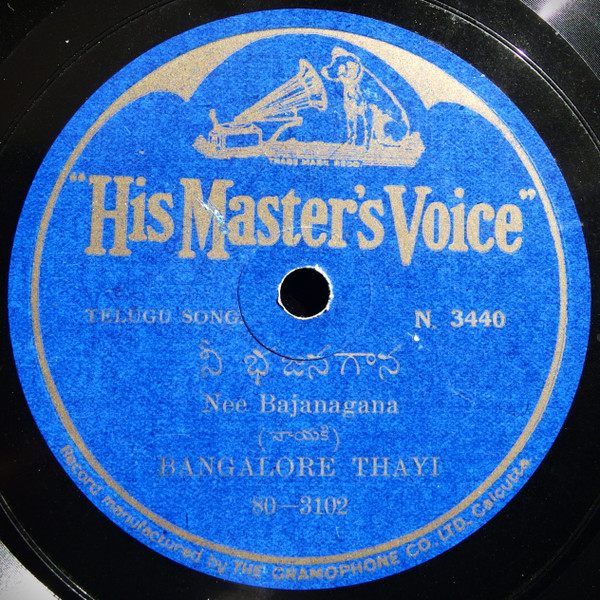 TRADE MARK REGD.
"His Master's Voice"
TELUGU SONG.
N. 3440
నీ భజనగాన
Nee Bajanagana
(నాయకి)
BANGALORE THAYI
80—3102
Record manufactured by THE GRAMOPHONE CO. LTD, Calcutta.